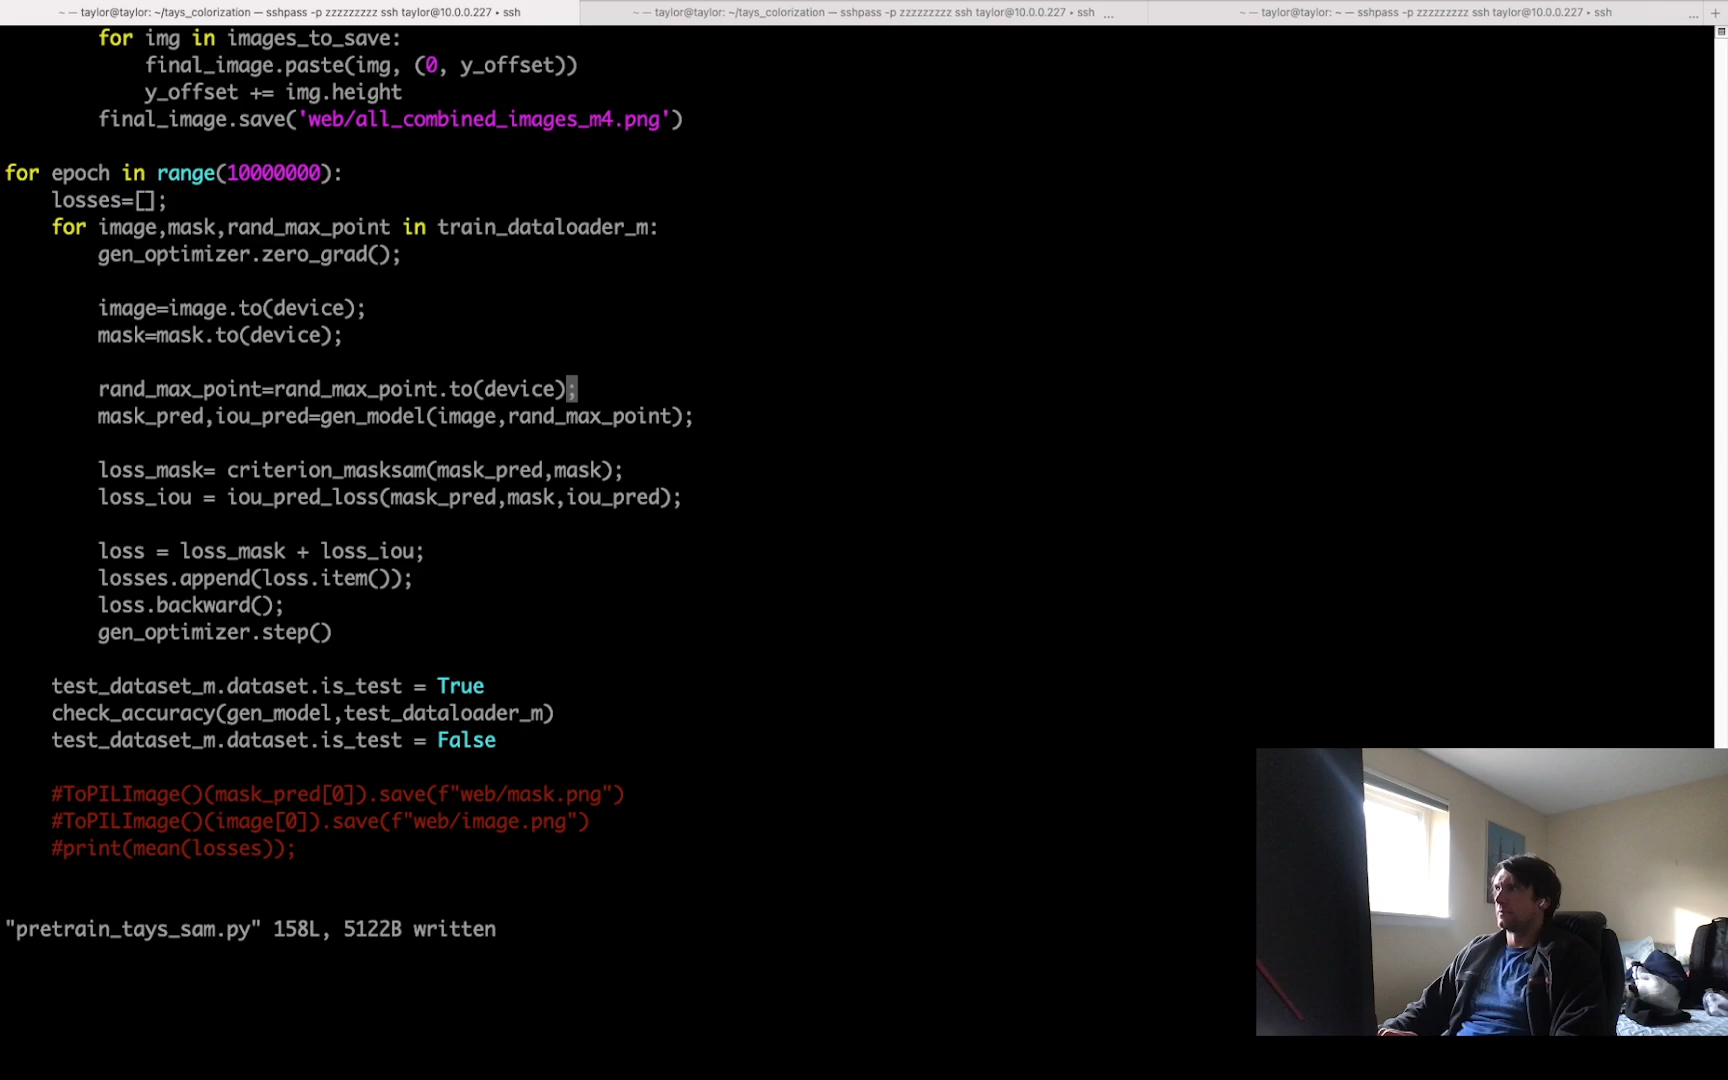 ~ — taylor@taylor: ~/tays_colorization — sshpass -p zzzzzzzzz ssh taylor@10.0.0.227 • ssh
~ — taylor@taylor: ~/tays_colorization — sshpass -p zzzzzzzzz ssh taylor@10.0.0.227 • ssh ...
~ — taylor@taylor: ~ — sshpass -p zzzzzzzzz ssh taylor@10.0.0.227 • ssh ... +
for img in images_to_save:
final_image.paste(img, (0, y_offset))
y_offset += img.height
final_image.save('web/all_combined_images_m4.png')
for epoch in range(10000000):
losses=[];
for image,mask,rand_max_point in train_dataloader_m:
gen_optimizer.zero_grad();
image=image.to(device);
mask=mask.to(device);
rand_max_point=rand_max_point.to(device);
mask_pred,iou_pred=gen_model(image,rand_max_point);
loss_mask= criterion_masksam(mask_pred,mask);
loss_iou = iou_pred_loss(mask_pred,mask,iou_pred);
loss = loss_mask + loss_iou;
losses.append(loss.item());
loss.backward();
gen_optimizer.step()
test_dataset_m.dataset.is_test = True
check_accuracy(gen_model,test_dataloader_m)
test_dataset_m.dataset.is_test = False
#ToPILImage()(mask_pred[0]).save(f"web/mask.png")
#ToPILImage()(image[0]).save(f"web/image.png")
#print(mean(losses));
"pretrain_tays_sam.py" 158L, 5122B written